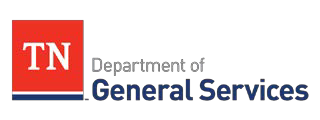 TN
Department of
General Services